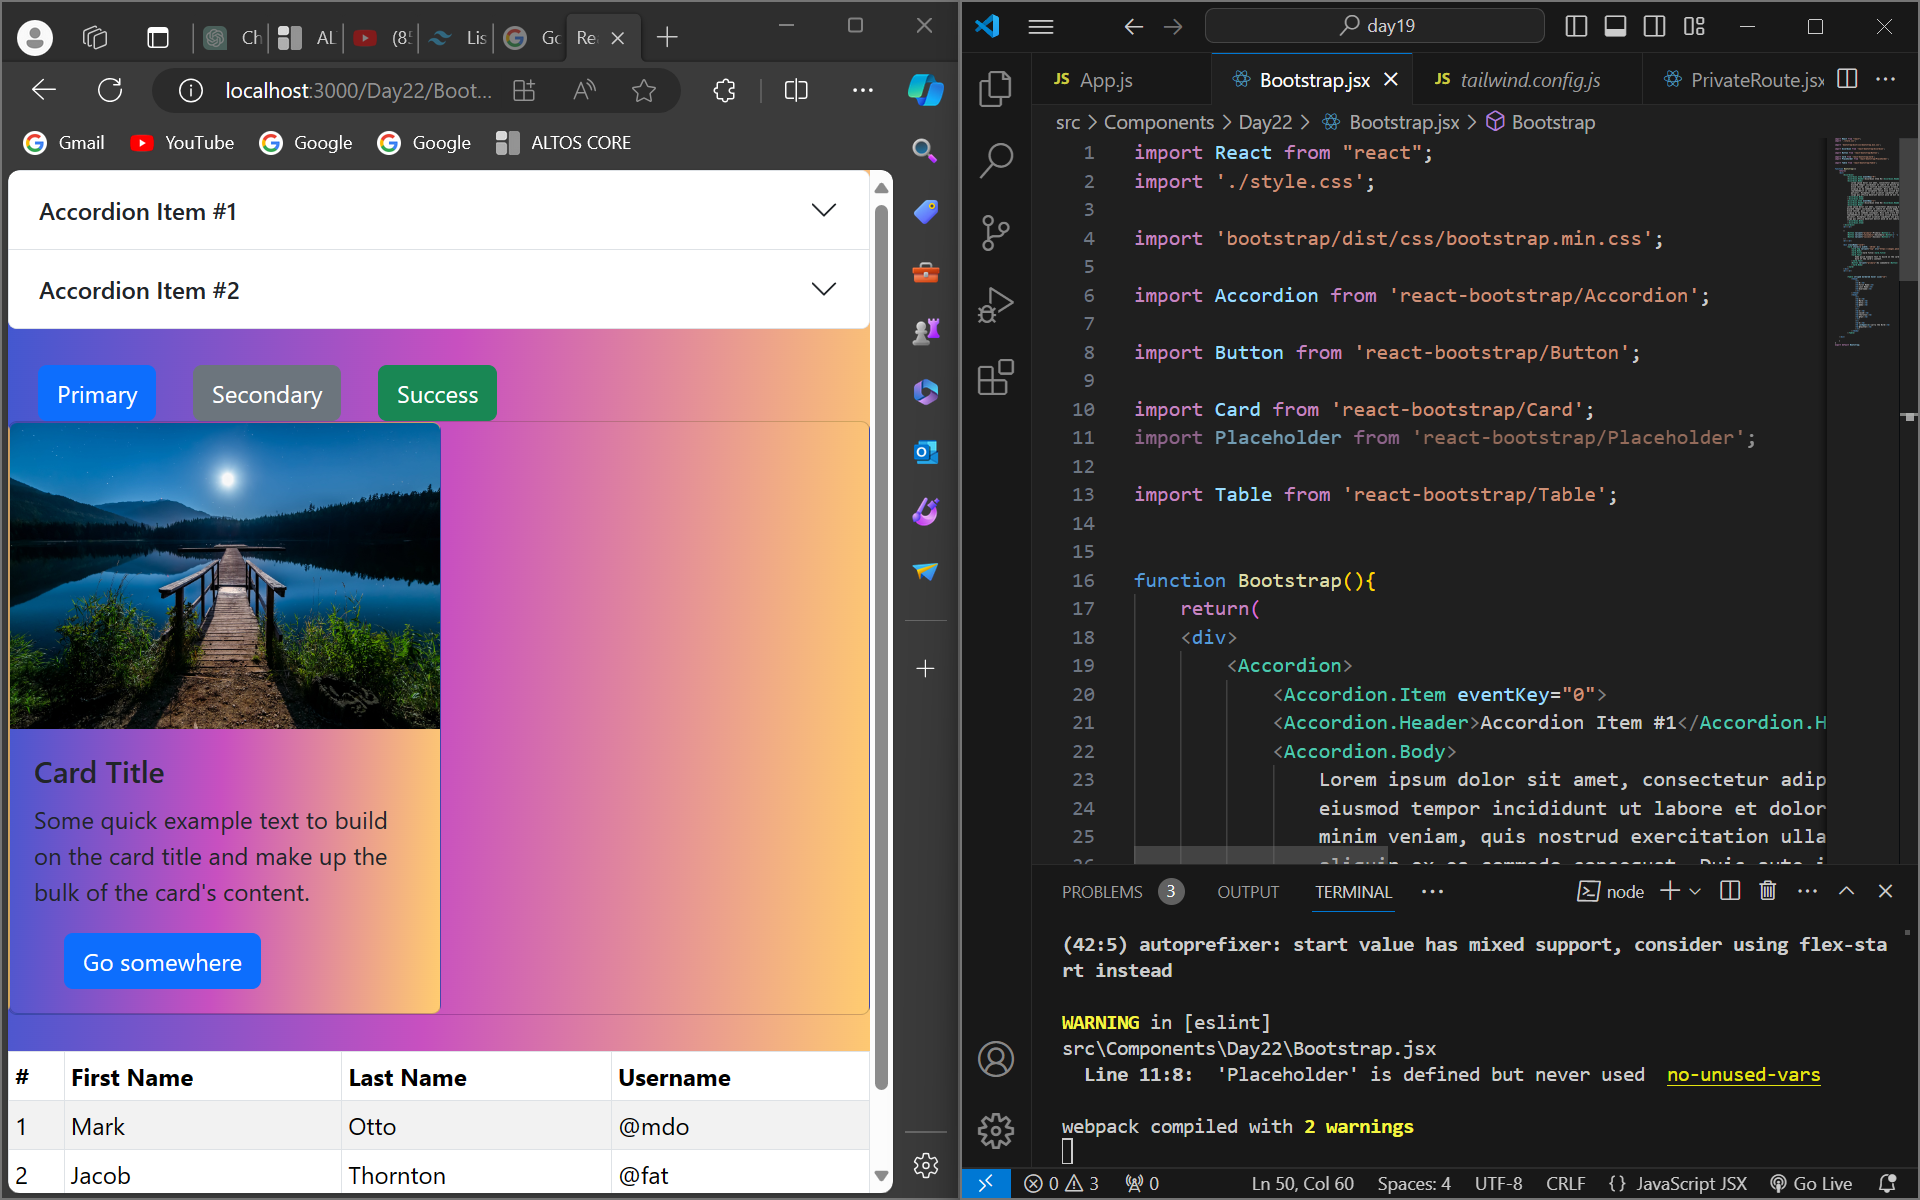 Ch
AL
(85
Lis
Go
Re
localhost:3000/Day22/Boot...
Gmail
YouTube
Google
Google
ALTOS CORE
Accordion Item #1
Accordion Item #2
Primary
Secondary
Success
Card Title
Some quick example text to build
on the card title and make up the
bulk of the card's content.
Go somewhere
# First Name Last Name Username
1 Mark Otto @mdo
2 Jacob Thornton @fat
day19
JS App.js
Bootstrap.jsx
JS tailwind.config.js
PrivateRoute.jsx
src > Components > Day22 > Bootstrap.jsx > Bootstrap
1 import React from "react";
2 import './style.css';
3
4 import 'bootstrap/dist/css/bootstrap.min.css';
5
6 import Accordion from 'react-bootstrap/Accordion';
7
8 import Button from 'react-bootstrap/Button';
9
10 import Card from 'react-bootstrap/Card';
11 import Placeholder from 'react-bootstrap/Placeholder';
12
13 import Table from 'react-bootstrap/Table';
14
15
16 function Bootstrap(){
17 return(
18 <div>
19 <Accordion>
20 <Accordion.Item eventKey="0">
21 <Accordion.Header>Accordion Item #1</Accordion.H
22 <Accordion.Body>
23 Lorem ipsum dolor sit amet, consectetur adip
24 eiusmod tempor incididunt ut labore et dolor
25 minim veniam, quis nostrud exercitation ulla
PROBLEMS 3 OUTPUT TERMINAL ··· node
(42:5) autoprefixer: start value has mixed support, consider using flex-sta
rt instead
WARNING in [eslint]
src\Components\Day22\Bootstrap.jsx
Line 11:8: 'Placeholder' is defined but never used no-unused-vars
webpack compiled with 2 warnings
0 3 0 Ln 50, Col 60 Spaces: 4 UTF-8 CRLF {} JavaScript JSX Go Live